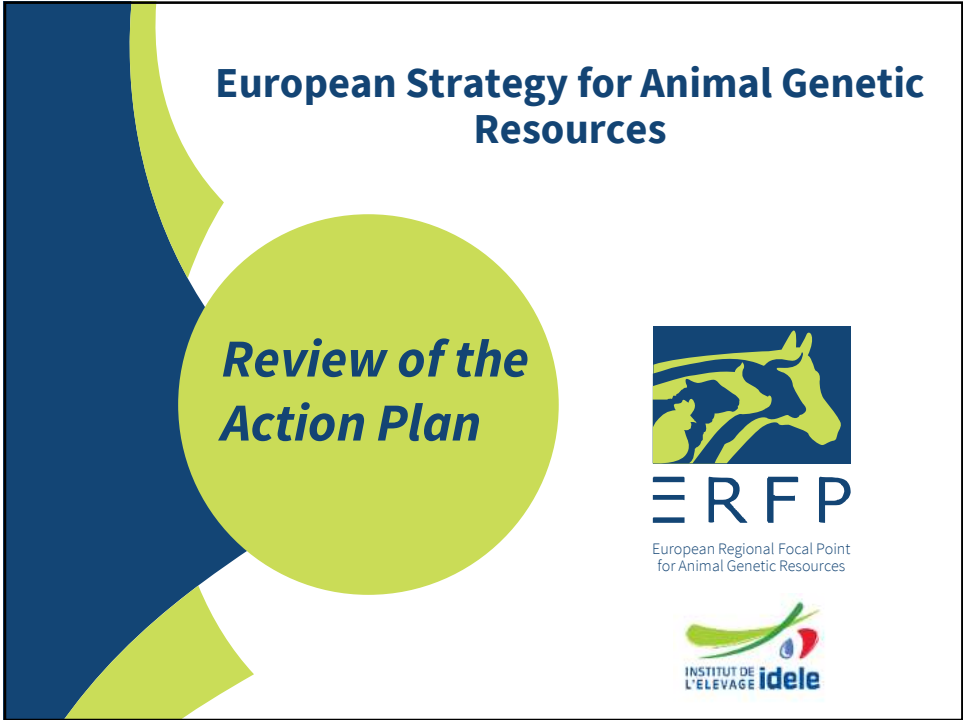 European Strategy for Animal Genetic
Resources
Review of the
Action Plan
ERFP
European Regional Focal Point
for Animal Genetic Resources
INSTITUT DE
L'ELEVAGE idele